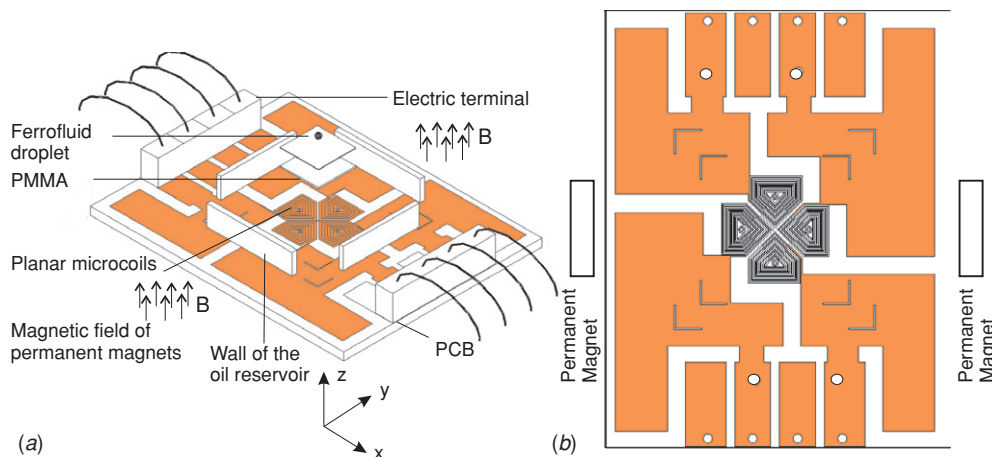 Electric terminal
Ferrofluid
droplet
B
PMMA
Planar microcoils
B
Magnetic field of
permanent magnets
Wall of the
oil reservoir
PCB
z
y
x
(a)
Permanent
Magnet
Permanent
Magnet
(b)